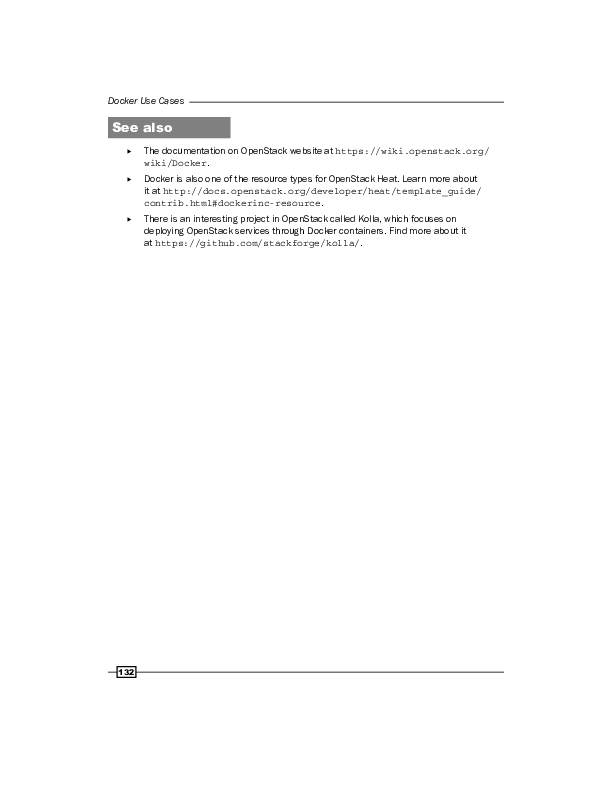 Docker Use Cases
See also
▶ The documentation on OpenStack website at https://wiki.openstack.org/
wiki/Docker.
▶ Docker is also one of the resource types for OpenStack Heat. Learn more about
it at http://docs.openstack.org/developer/heat/template_guide/
contrib.html#dockerinc-resource.
▶ There is an interesting project in OpenStack called Kolla, which focuses on
deploying OpenStack services through Docker containers. Find more about it
at https://github.com/stackforge/kolla/.
132